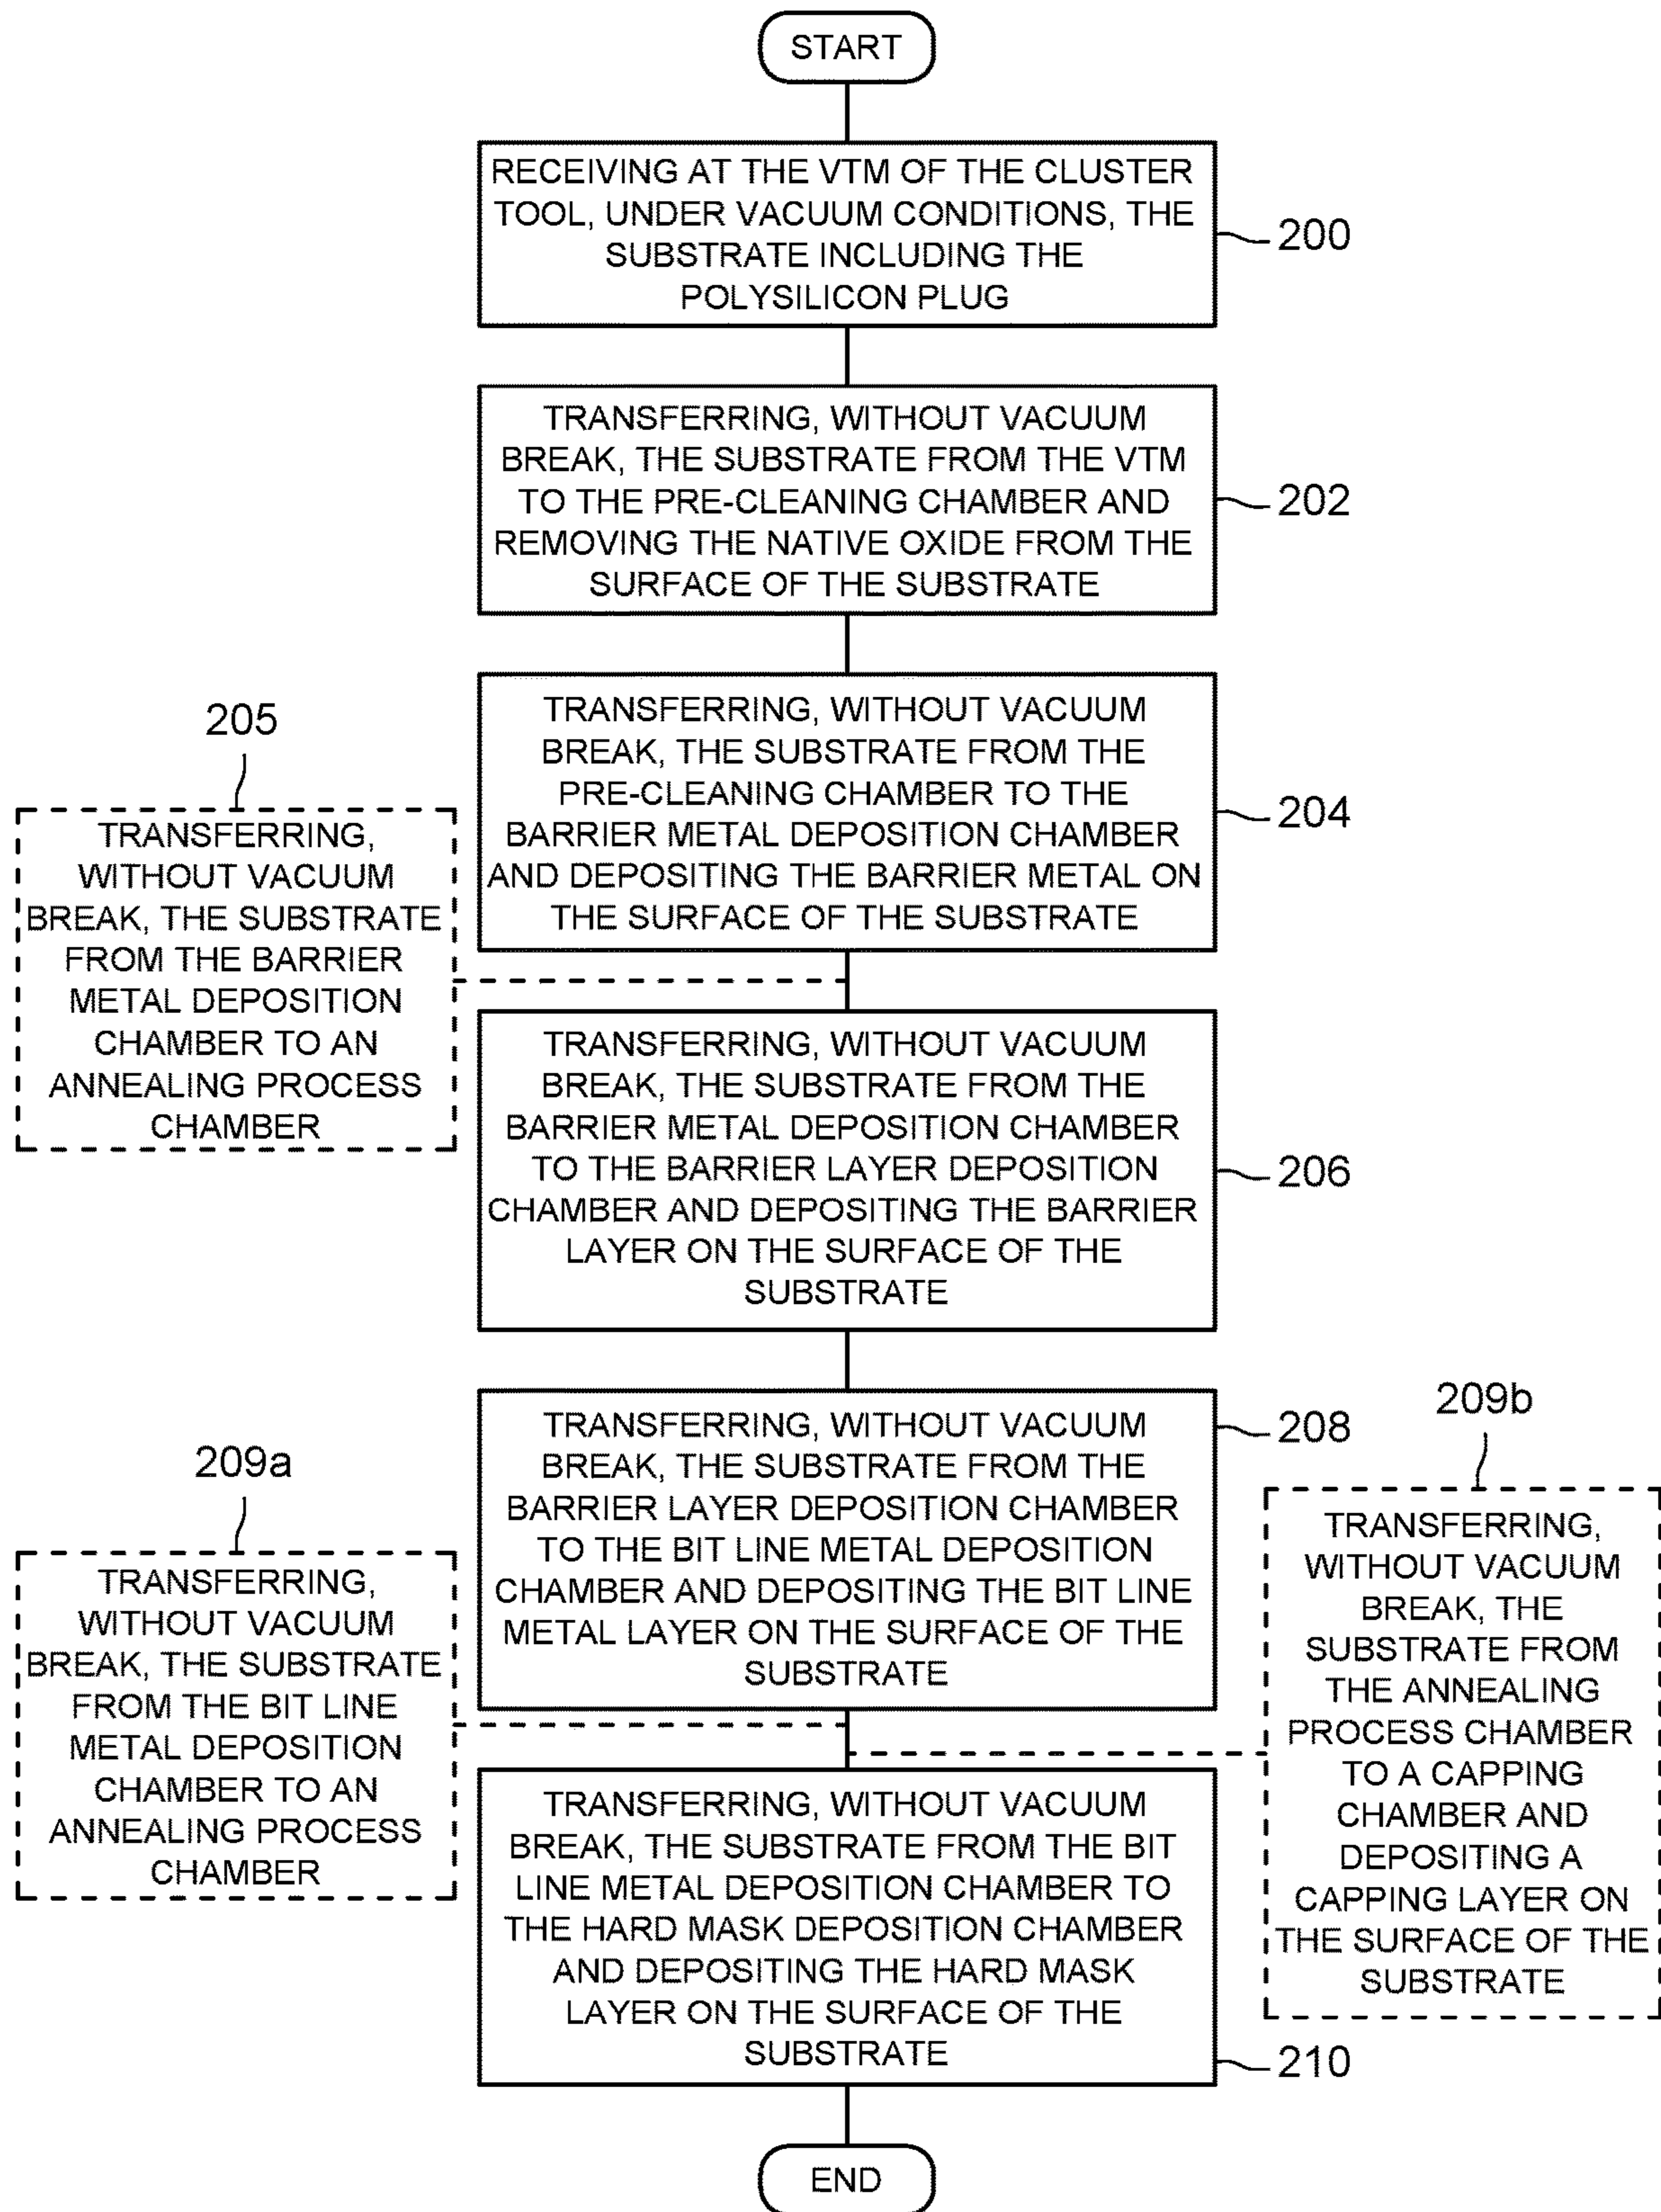 START
RECEIVING AT THE VTM OF THE CLUSTER
TOOL, UNDER VACUUM CONDITIONS, THE
SUBSTRATE INCLUDING THE
POLYSILICON PLUG
200
TRANSFERRING, WITHOUT VACUUM
BREAK, THE SUBSTRATE FROM THE VTM
TO THE PRE-CLEANING CHAMBER AND
REMOVING THE NATIVE OXIDE FROM THE
SURFACE OF THE SUBSTRATE
202
TRANSFERRING, WITHOUT VACUUM
BREAK, THE SUBSTRATE FROM THE
PRE-CLEANING CHAMBER TO THE
BARRIER METAL DEPOSITION CHAMBER
AND DEPOSITING THE BARRIER METAL ON
THE SURFACE OF THE SUBSTRATE
204
205
TRANSFERRING,
WITHOUT VACUUM
BREAK, THE SUBSTRATE
FROM THE BARRIER
METAL DEPOSITION
CHAMBER TO AN
ANNEALING PROCESS
CHAMBER
TRANSFERRING, WITHOUT VACUUM
BREAK, THE SUBSTRATE FROM THE
BARRIER METAL DEPOSITION CHAMBER
TO THE BARRIER LAYER DEPOSITION
CHAMBER AND DEPOSITING THE BARRIER
LAYER ON THE SURFACE OF THE
SUBSTRATE
206
TRANSFERRING, WITHOUT VACUUM
BREAK, THE SUBSTRATE FROM THE
BARRIER LAYER DEPOSITION CHAMBER
TO THE BIT LINE METAL DEPOSITION
CHAMBER AND DEPOSITING THE BIT LINE
METAL LAYER ON THE SURFACE OF THE
SUBSTRATE
208
209a
TRANSFERRING,
WITHOUT VACUUM
BREAK, THE SUBSTRATE
FROM THE BIT LINE
METAL DEPOSITION
CHAMBER TO AN
ANNEALING PROCESS
CHAMBER
209b
TRANSFERRING,
WITHOUT VACUUM
BREAK, THE
SUBSTRATE FROM
THE ANNEALING
PROCESS CHAMBER
TO A CAPPING
CHAMBER AND
DEPOSITING A
CAPPING LAYER ON
THE SURFACE OF THE
SUBSTRATE
TRANSFERRING, WITHOUT VACUUM
BREAK, THE SUBSTRATE FROM THE BIT
LINE METAL DEPOSITION CHAMBER TO
THE HARD MASK DEPOSITION CHAMBER
AND DEPOSITING THE HARD MASK
LAYER ON THE SURFACE OF THE
SUBSTRATE
210
END